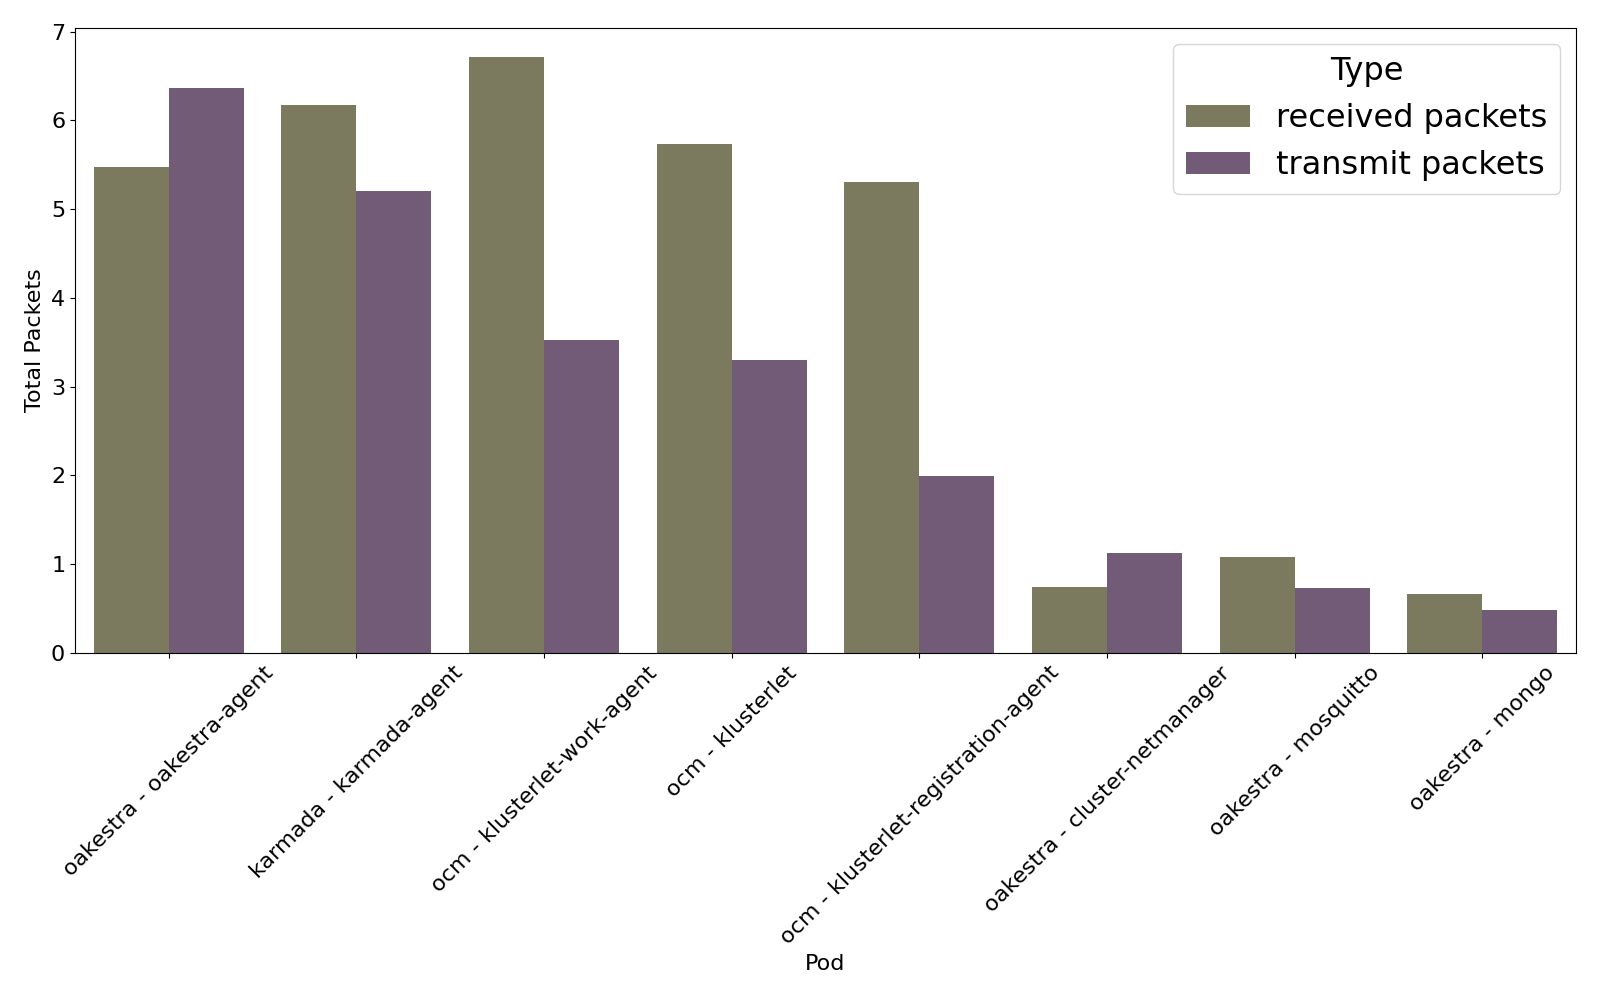 7
6
5
4
3
2
1
0
Total Packets
Type
received packets
transmit packets
oakestra - oakestra-agent
karmada - karmada-agent
ocm - klusterlet-work-agent
ocm - klusterlet
ocm - klusterlet-registration-agent
oakestra - cluster-netmanager
oakestra - mosquitto
oakestra - mongo
Pod